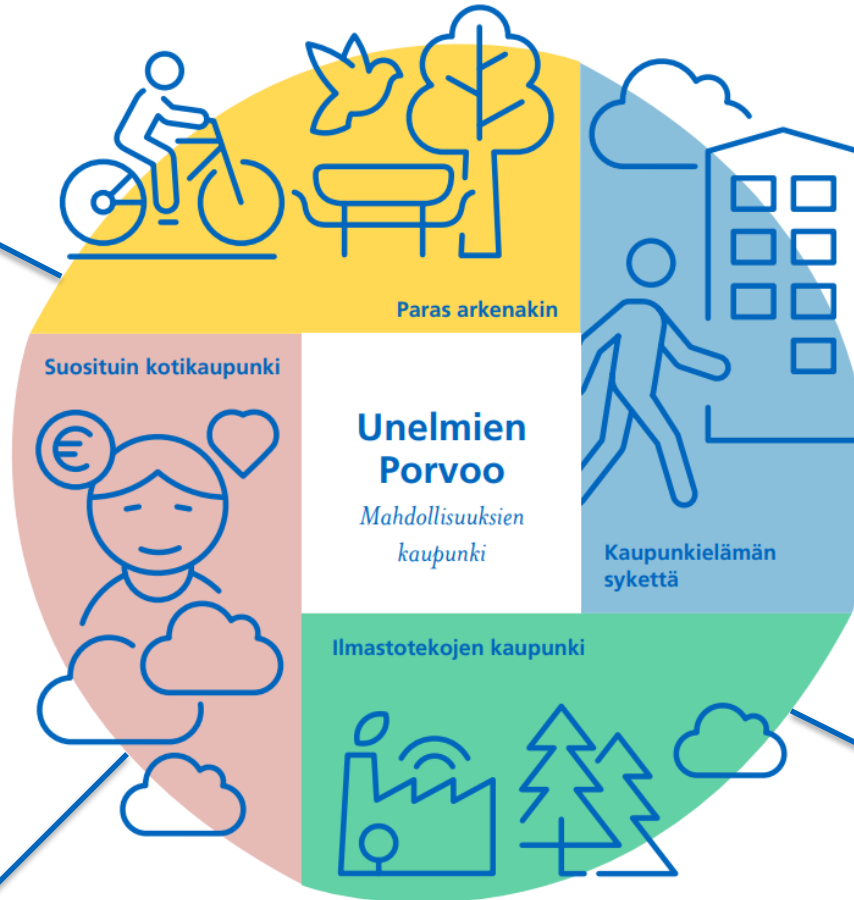 Paras arkenakin
Suosituin kotikaupunki
Unelmien
Porvoo
Mahdollisuuksien
kaupunki
Kaupunkielämän
sykettä
Ilmastotekojen kaupunki